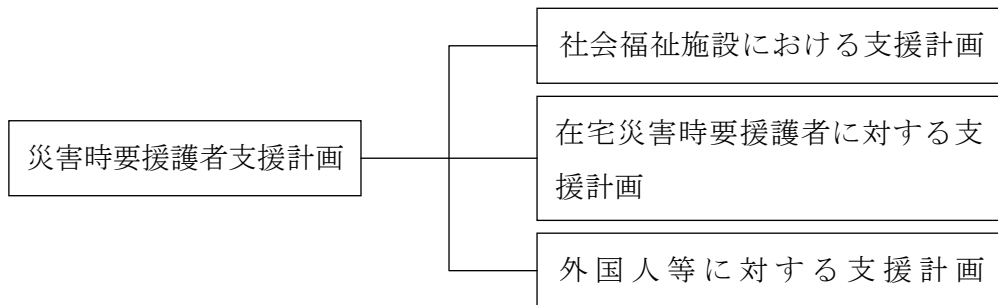 災害時要援護者支援計画
社会福祉施設における支援計画
在宅災害時要援護者に対する支
援計画
外国人等に対する支援計画